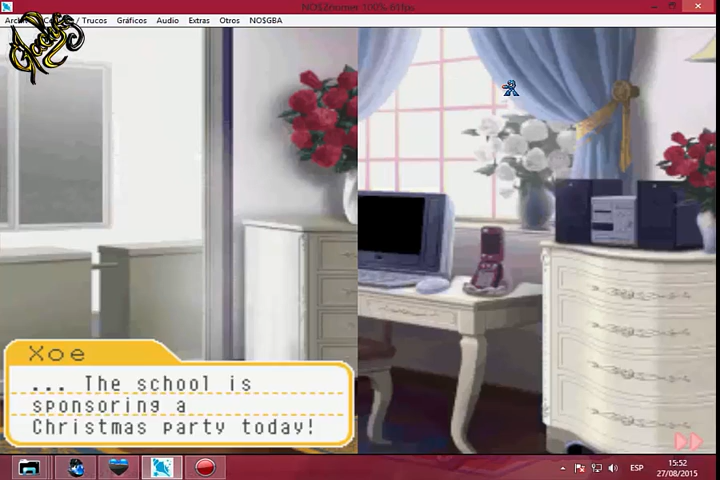 NO$Zoomer 100% 61fps
Gráficos Audio Extras Otros NO$GBA
Xoe
... The school is
sponsoring a
Christmas party today!
ESP
15:52
27/08/2015